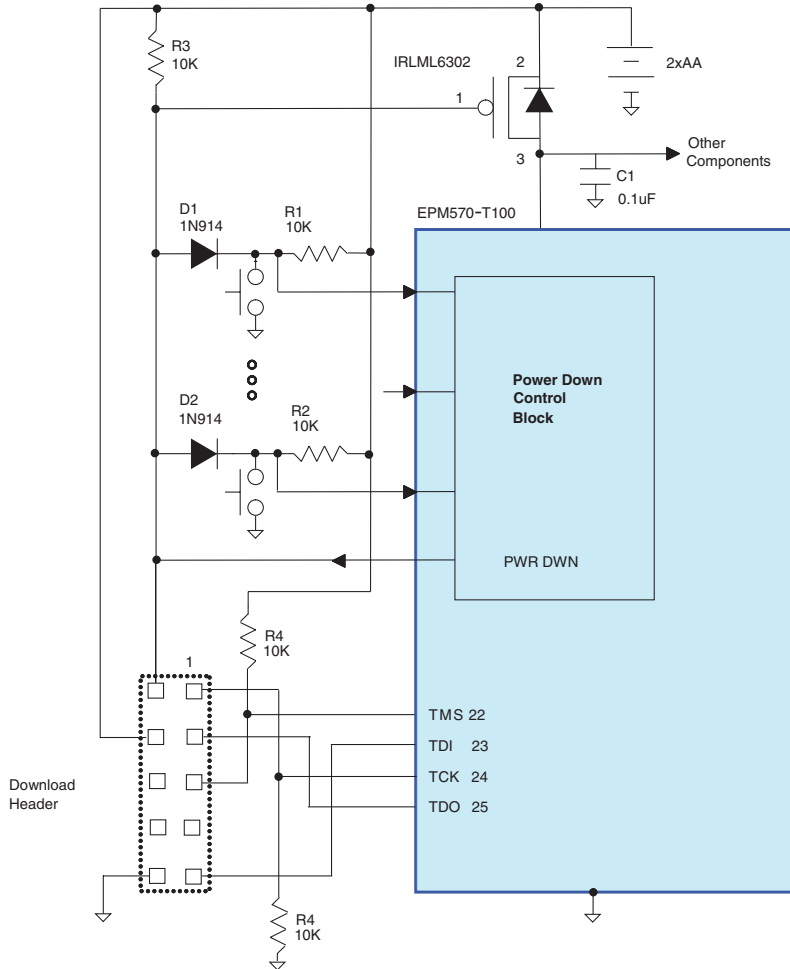 R3
10K
IRLML6302
2
2xAA
1
3
Other
Components
C1
0.1uF
EPM570-T100
D1
1N914
R1
10K
Power Down
Control
Block
D2
1N914
R2
10K
PWR DWN
R4
10K
1
TMS 22
TDI 23
TCK 24
TDO 25
Download
Header
R4
10K